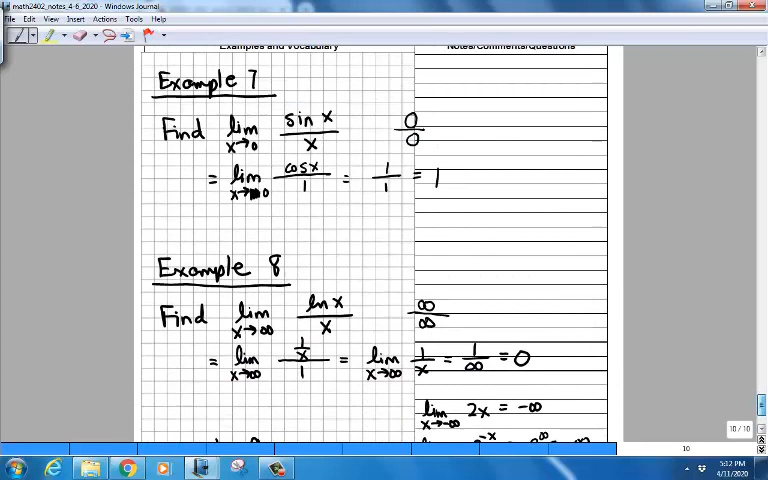 math2402_notes_4-6_2020 - Windows Journal
File Edit View Insert Actions Tools Help
Examples and Vocabulary Notes/Comments/Questions
Example 7
Find lim x→0 sin x / x 0/0
= lim x→0 cos x / 1 = 1/1 = 1
Example 8
Find lim x→∞ ln x / x ∞/∞
= lim x→∞ (1/x)/1 = lim x→∞ 1/x = 1/∞ = 0
lim x→-∞ 2x = -∞
10/10
10
5:12 PM
4/11/2020